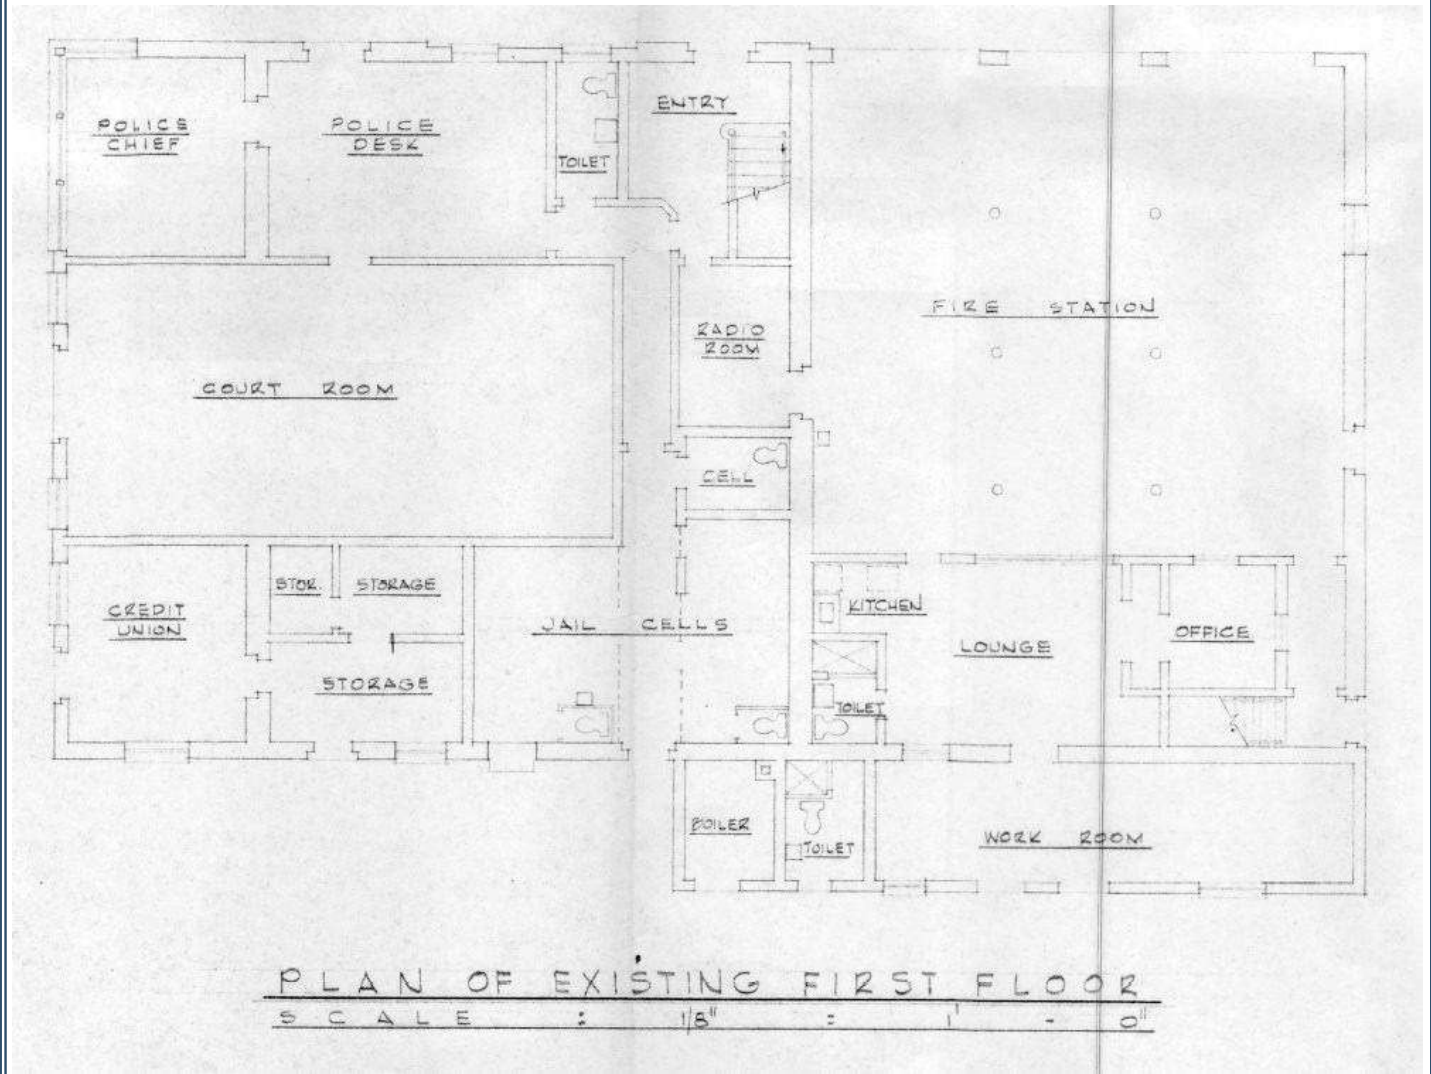 POLICE
CHIEF
POLICE
DESK
TOILET
ENTRY
FIRE STATION
RADIO
ROOM
COURT ROOM
CELL
STOR.
STORAGE
CREDIT
UNION
STORAGE
JAIL CELLS
KITCHEN
LOUNGE
OFFICE
TOILET
BOILER
TOILET
WORK ROOM
PLAN OF EXISTING FIRST FLOOR
SCALE : 1/8" = 1' - 0"